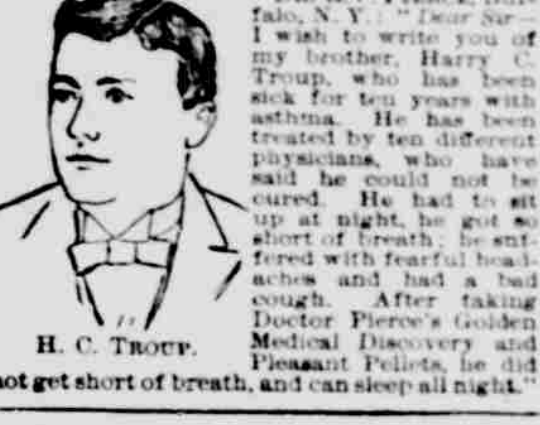 falo, N. Y.: "Dear Sir—
I wish to write you of
my brother, Harry C.
Troup, who has been
sick for ten years with
asthma. He has been
treated by ten different
physicians, who have
said he could not be
cured. He had to sit
up at night, he got so
short of breath; he suf-
fered with fearful head-
aches and had a bad
cough. After taking
Doctor Pierce's Golden
Medical Discovery and
H. C. TROUP.
Pleasant Pellets, he did
not get short of breath, and can sleep all night."